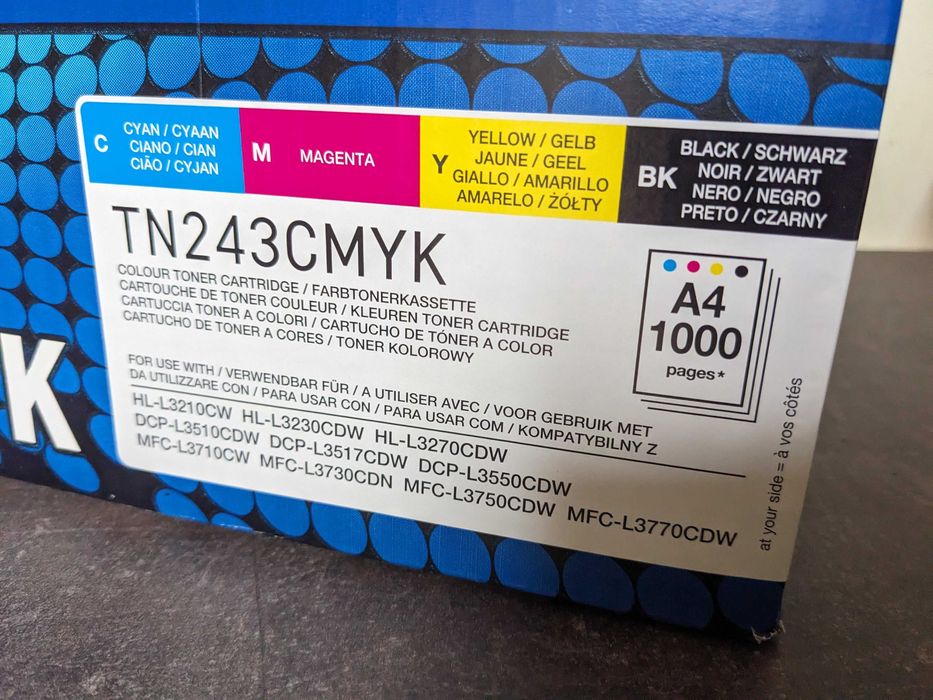 C
CYAN / CYAAN
CIANO / CIAN
CIÃO / CYJAN
M
MAGENTA
Y
YELLOW / GELB
JAUNE / GEEL
GIALLO / AMARILLO
AMARELO / ŻÓŁTY
BK
BLACK / SCHWARZ
NOIR / ZWART
NERO / NEGRO
PRETO / CZARNY
TN243CMYK
COLOUR TONER CARTRIDGE / FARBTONERKASSETTE
CARTOUCHE DE TONER COULEUR / KLEUREN TONER CARTRIDGE
CARTUCCIA TONER A COLORI / CARTUCHO DE TÓNER A COLOR
CARTUCHO DE TONER A CORES / TONER KOLOROWY
A4
1000
pages*
FOR USE WITH / VERWENDBAR FÜR / A UTILISER AVEC / VOOR GEBRUIK MET
DA UTILIZZARE CON / PARA USAR CON / PARA USAR COM / KOMPATYBILNY Z
HL-L3210CW HL-L3230CDW HL-L3270CDW
DCP-L3510CDW DCP-L3517CDW DCP-L3550CDW
MFC-L3710CW MFC-L3730CDN MFC-L3750CDW MFC-L3770CDW
at your side = à vos côtés
K